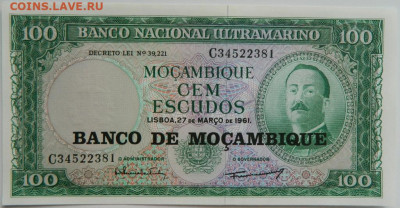 COINS.LAVE.RU
100 BANCO NACIONAL ULTRAMARINO 100
DECRETO LEI Nº 39,221 C34522381
MOÇAMBIQUE
CEM
ESCUDOS
LISBOA, 27 DE MARÇO DE 1961.
BANCO DE MOÇAMBIQUE
C34522381 O ADMINISTRADOR O GOVERNADOR
100 100